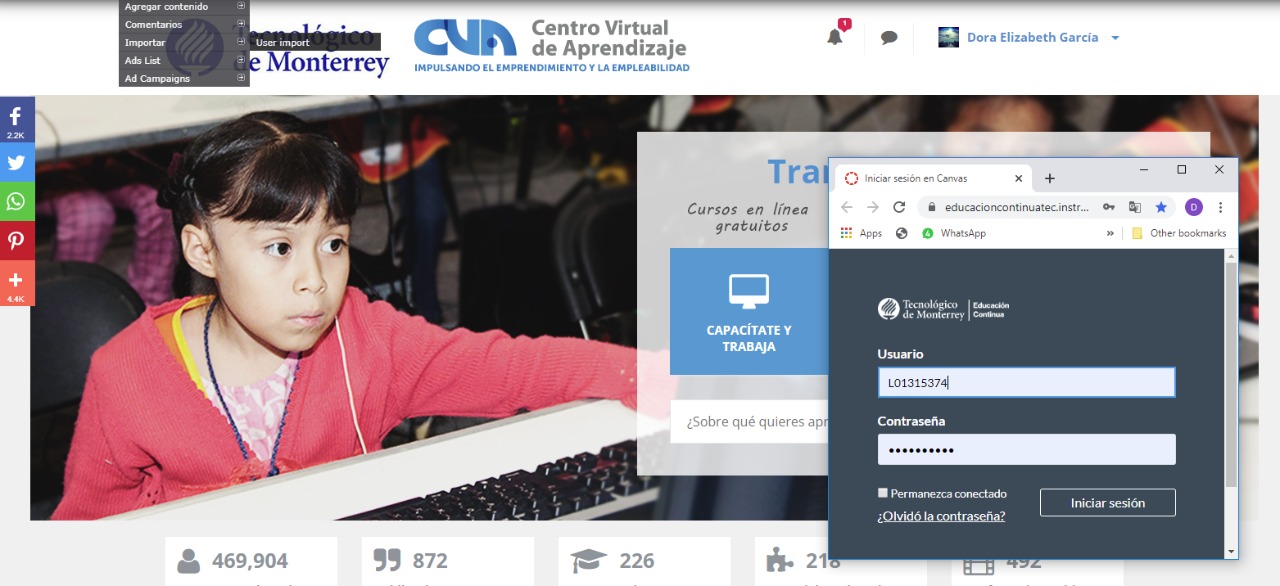 Agregar contenido
Comentarios
Importar
User import
Ads List
Ad Campaigns
Tecnológico
de Monterrey
Centro Virtual
de Aprendizaje
IMPULSANDO EL EMPRENDIMIENTO Y LA EMPLEABILIDAD
1
Dora Elizabeth García
2.2K
4.4K
Cursos en línea
gratuitos
CAPACÍTATE Y
TRABAJA
¿Sobre qué quieres apr
Iniciar sesión en Canvas
educacioncontinuatec.instr...
D
Apps
4
WhatsApp
»
Other bookmarks
Tecnológico
de Monterrey
Educación
Continua
Usuario
L01315374
Contraseña
••••••••••
Permanezca conectado
¿Olvidó la contraseña?
Iniciar sesión
469,904
872
226
218
492